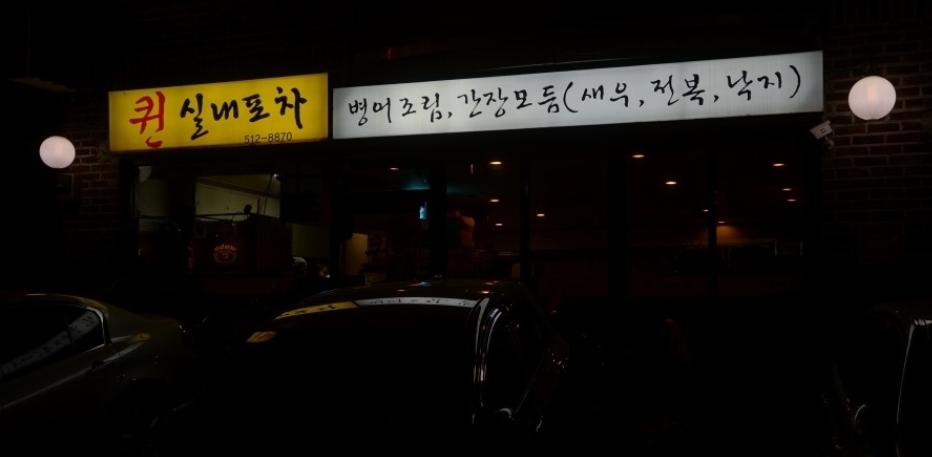 퀸 실내포차
512-8870
병어조림, 간장모듬(새우, 전복, 낙지)